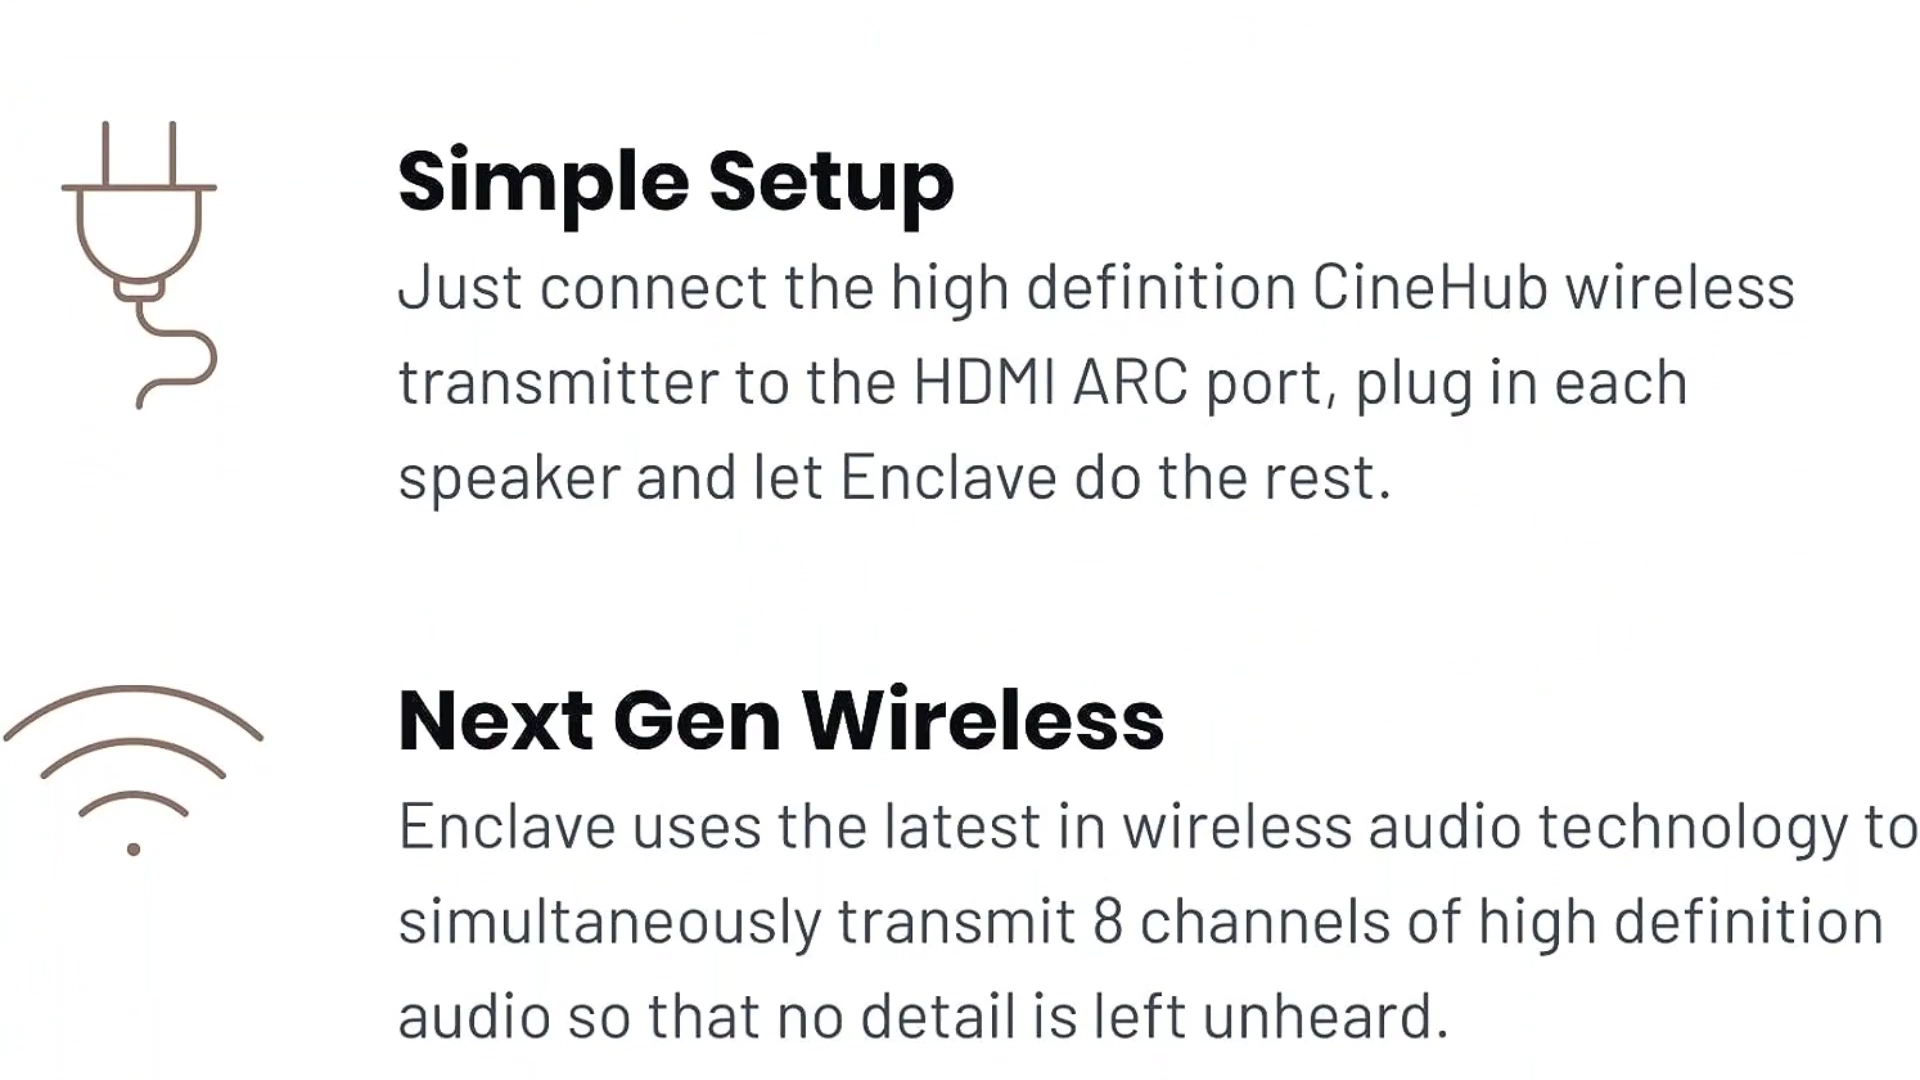 Simple Setup
Just connect the high definition CineHub wireless
transmitter to the HDMI ARC port, plug in each
speaker and let Enclave do the rest.
Next Gen Wireless
Enclave uses the latest in wireless audio technology to
simultaneously transmit 8 channels of high definition
audio so that no detail is left unheard.